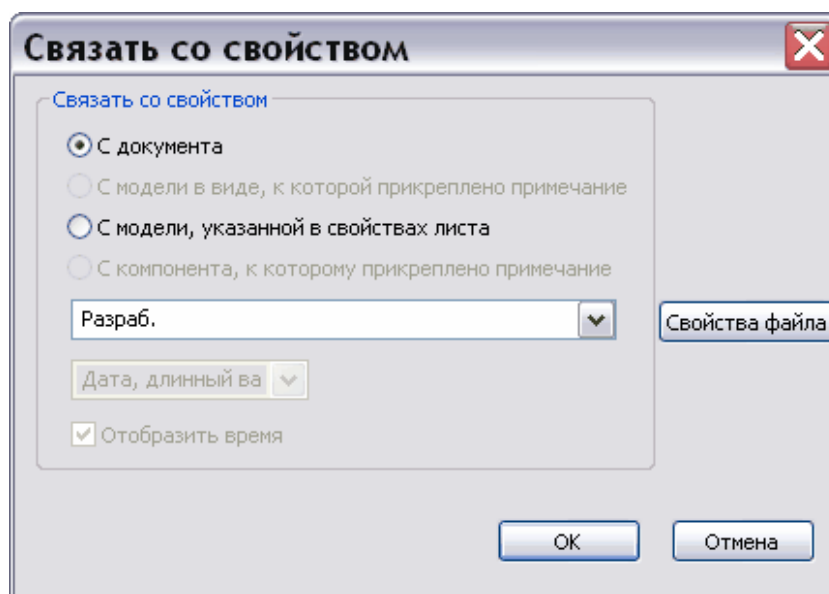 Связать со свойством
Связать со свойством
С документа
С модели в виде, к которой прикреплено примечание
С модели, указанной в свойствах листа
С компонента, к которому прикреплено примечание
Разраб.
Свойства файла
Дата, длинный ва
Отобразить время
ОК
Отмена